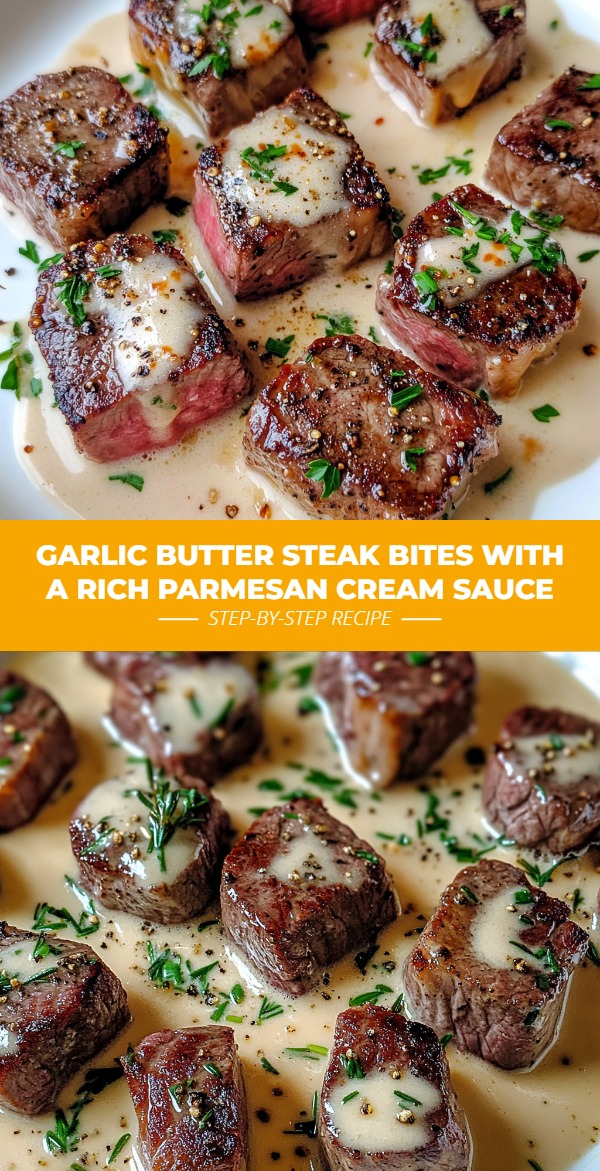 GARLIC BUTTER STEAK BITES WITH
A RICH PARMESAN CREAM SAUCE
STEP-BY-STEP RECIPE